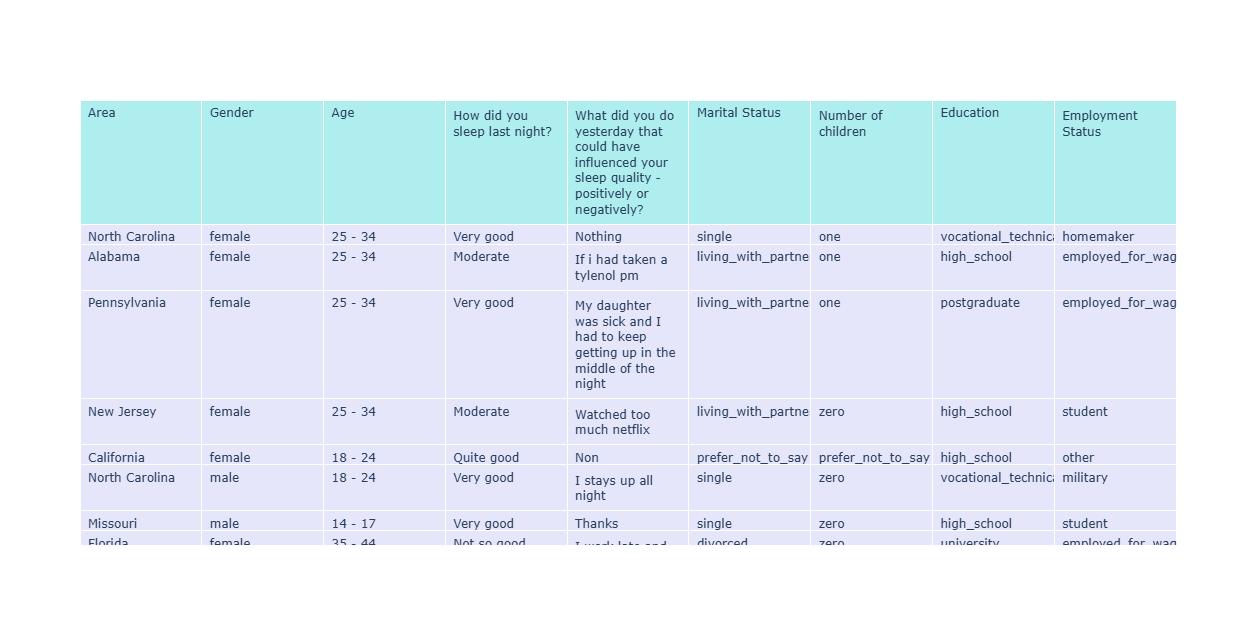 Area Gender Age How did you sleep last night? What did you do yesterday that could have influenced your sleep quality - positively or negatively? Marital Status Number of children Education Employment Status
North Carolina female 25 - 34 Very good Nothing single one vocational_technica homemaker
Alabama female 25 - 34 Moderate If i had taken a tylenol pm living_with_partne one high_school employed_for_wag
Pennsylvania female 25 - 34 Very good My daughter was sick and I had to keep getting up in the middle of the night living_with_partne one postgraduate employed_for_wag
New Jersey female 25 - 34 Moderate Watched too much netflix living_with_partne zero high_school student
California female 18 - 24 Quite good Non prefer_not_to_say prefer_not_to_say high_school other
North Carolina male 18 - 24 Very good I stays up all night single zero vocational_technica military
Missouri male 14 - 17 Very good Thanks single zero high_school student
Florida female 35 - 44 Not so good I work late and divorced zero university employed_for_wag